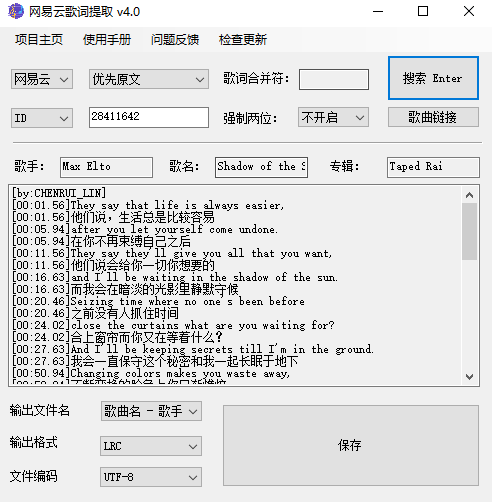 网易云歌词提取 v4.0
项目主页 使用手册 问题反馈 检查更新
网易云 优先原文 歌词合并符: 搜索 Enter
ID 28411642 强制两位: 不开启 歌曲链接
歌手: Max Elto 歌名: Shadow of the S 专辑: Taped Rai
[by:CHENRUI_LIN]
[00:01.56]They say that life is always easier,
[00:01.56]他们说，生活总是比较容易
[00:05.94]after you let yourself come undone.
[00:05.94]在你不再束缚自己之后
[00:11.56]They say they'll give you all that you want,
[00:11.56]他们说会给你一切你想要的
[00:16.63]and I'll be waiting in the shadow of the sun.
[00:16.63]而我会在暗淡的光影里静默守候
[00:20.46]Seizing time where no one s been before
[00:20.46]之前没有人抓住时间
[00:24.02]close the curtains what are you waiting for?
[00:24.02]合上窗帘而你又在等着什么?
[00:27.63]And I'll be keeping secrets till I'm in the ground.
[00:27.63]我会一直保守这个秘密和我一起长眠于地下
[00:50.94]Changing colors makes you waste away,
输出文件名 歌曲名 - 歌手
输出格式 LRC
文件编码 UTF-8
保存